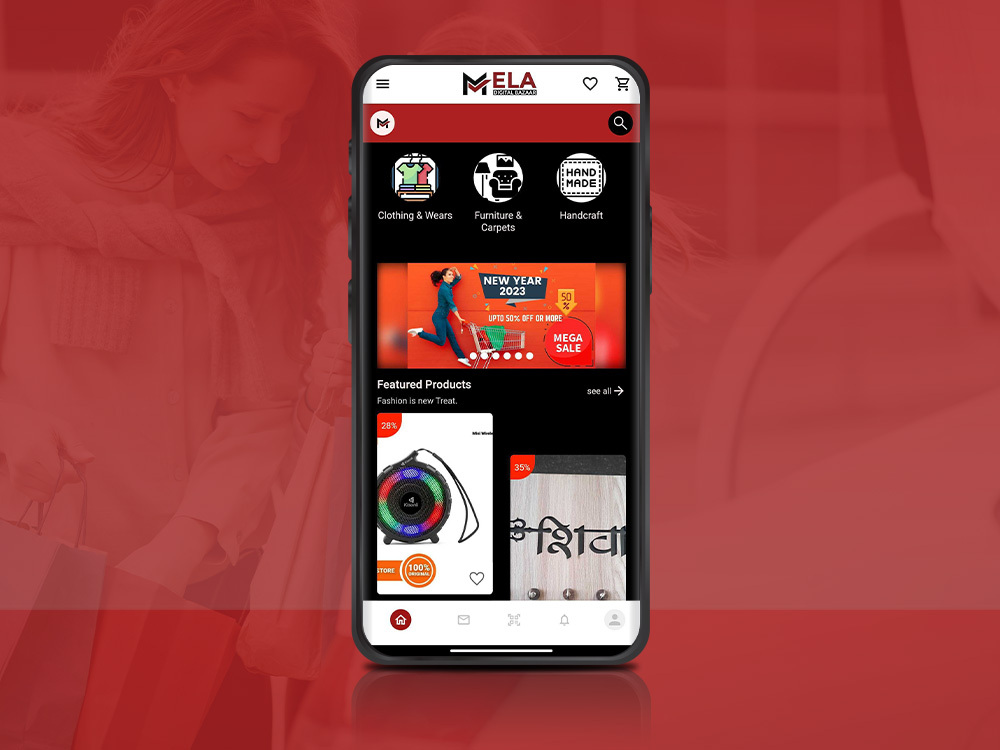 MELA
DIGITAL BAZAAR
HAND
MADE
Clothing & Wears
Furniture &
Carpets
Handcraft
NEW YEAR
2023
50
%
UPTO 50% OFF OR MORE
MEGA
SALE
Featured Products
see all
Fashion is new Treat.
28%
35%
STORE
100%
ORIGINAL